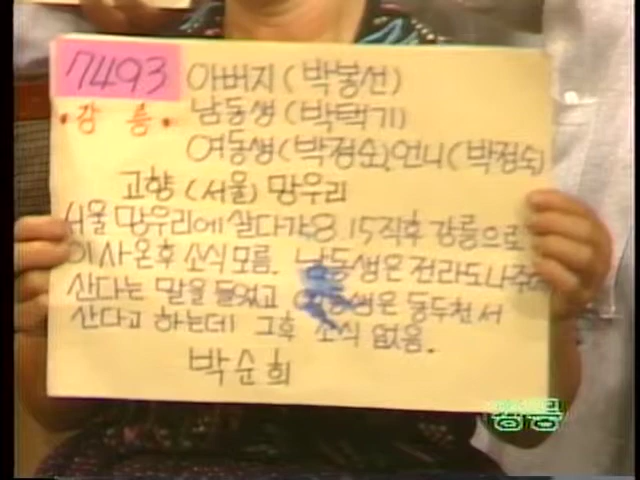 7493
아버지 (박봉선)
• 강 릉 •
남동생 (박택기)
여동생 (박정순), 언니 (박정숙)
고향 (서울) 망우리
서울 망우리에 살다가 8. 15 직후 강릉으로
이사온후 소식모름. 남동생은 전라도 나주에
산다는 말을 들었고 여동생은 동두천서
산다고 하는데 그후 소식 없음.
박순희
강릉